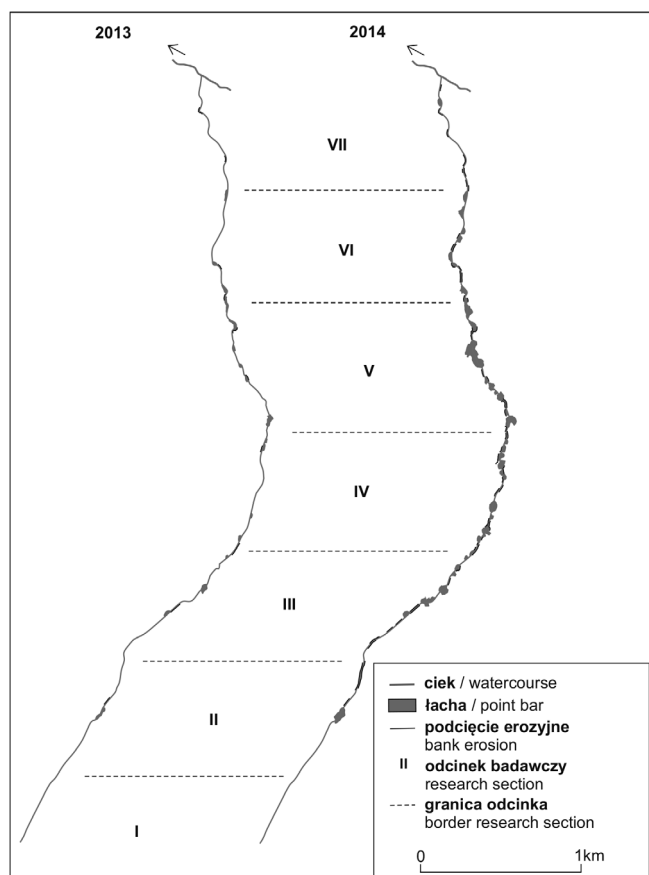 2013 2014
VII
VI
V
IV
III
II
I
ciek / watercourse
łacha / point bar
podcięcie erozyjne
bank erosion
II odcinek badawczy
research section
granica odcinka
border research section
0 1km